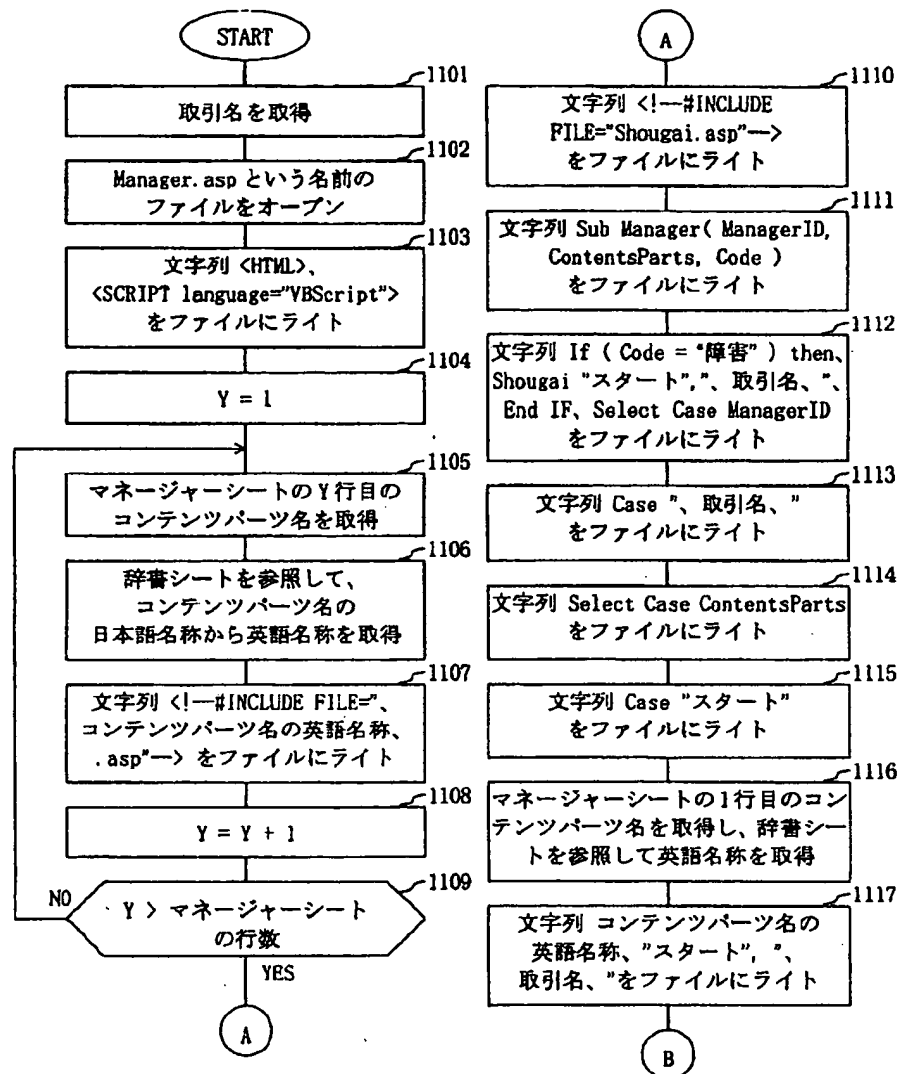 START
1101
取引名を取得
1102
Manager.asp という名前の
ファイルをオープン
1103
文字列 <HTML>、
<SCRIPT language="VBScript">
をファイルにライト
1104
Y = 1
1105
マネージャーシートのY行目の
コンテンツパーツ名を取得
1106
辞書シートを参照して、
コンテンツパーツ名の
日本語名称から英語名称を取得
1107
文字列 <!--#INCLUDE FILE="、
コンテンツパーツ名の英語名称、
.asp"--> をファイルにライト
1108
Y = Y + 1
1109
NO
Y > マネージャーシート
の行数
YES
A
A
1110
文字列 <!--#INCLUDE
FILE="Shougai.asp"-->
をファイルにライト
1111
文字列 Sub Manager( ManagerID,
ContentsParts, Code )
をファイルにライト
1112
文字列 If ( Code = "障害" ) then、
Shougai "スタート","、取引名、"、
End IF、Select Case ManagerID
をファイルにライト
1113
文字列 Case "、取引名、"
をファイルにライト
1114
文字列 Select Case ContentsParts
をファイルにライト
1115
文字列 Case "スタート"
をファイルにライト
1116
マネージャーシートの1行目のコン
テンツパーツ名を取得し、辞書シー
トを参照して英語名称を取得
1117
文字列 コンテンツパーツ名の
英語名称、"スタート", "、
取引名、"をファイルにライト
B